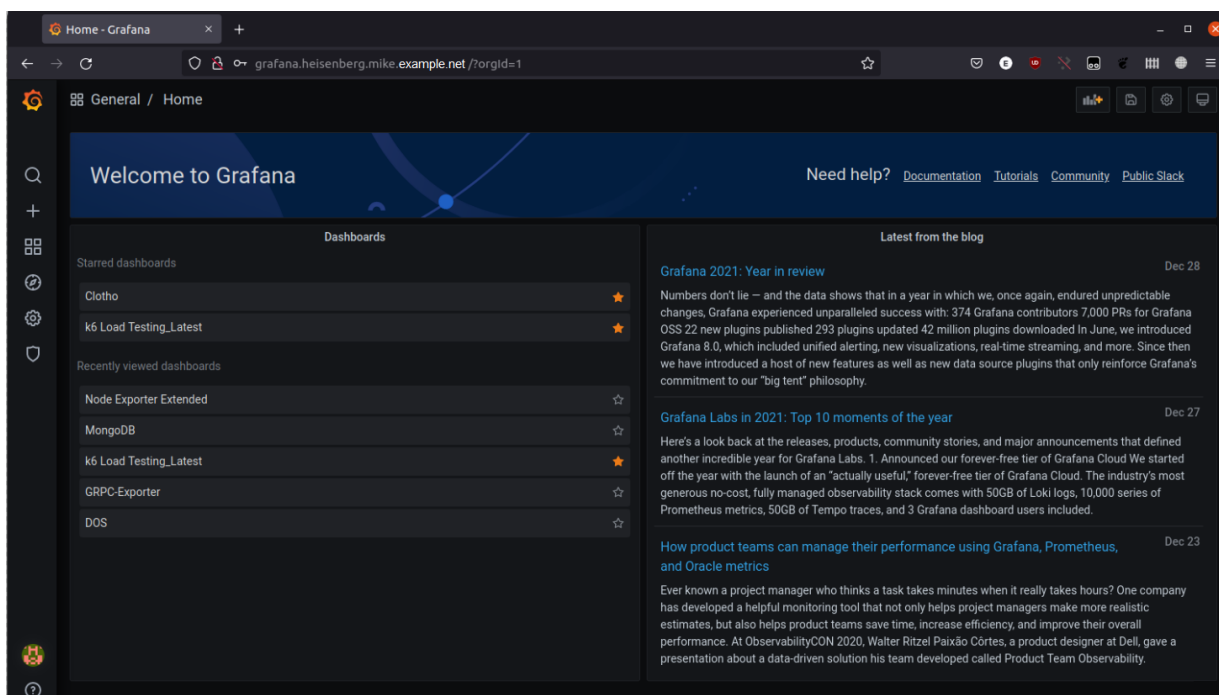 Home - Grafana
grafana.heisenberg.mike.example.net/?orgId=1
General / Home
Welcome to Grafana
Need help? Documentation Tutorials Community Public Slack
Dashboards
Starred dashboards
Clotho
k6 Load Testing_Latest
Recently viewed dashboards
Node Exporter Extended
MongoDB
k6 Load Testing_Latest
GRPC-Exporter
DOS
Latest from the blog
Grafana 2021: Year in review
Dec 28
Numbers don't lie — and the data shows that in a year in which we, once again, endured unpredictable
changes, Grafana experienced unparalleled success with: 374 Grafana contributors 7,000 PRs for Grafana
OSS 22 new plugins published 293 plugins updated 42 million plugins downloaded In June, we introduced
Grafana 8.0, which included unified alerting, new visualizations, real-time streaming, and more. Since then
we have introduced a host of new features as well as new data source plugins that only reinforce Grafana's
commitment to our "big tent" philosophy.
Grafana Labs in 2021: Top 10 moments of the year
Dec 27
Here's a look back at the releases, products, community stories, and major announcements that defined
another incredible year for Grafana Labs. 1. Announced our forever-free tier of Grafana Cloud We started
off the year with the launch of an "actually useful," forever-free tier of Grafana Cloud. The industry's most
generous no-cost, fully managed observability stack comes with 50GB of Loki logs, 10,000 series of
Prometheus metrics, 50GB of Tempo traces, and 3 Grafana dashboard users included.
How product teams can manage their performance using Grafana, Prometheus,
and Oracle metrics
Dec 23
Ever known a project manager who thinks a task takes minutes when it really takes hours? One company
has developed a helpful monitoring tool that not only helps project managers make more realistic
estimates, but also helps product teams save time, increase efficiency, and improve their overall
performance. At ObservabilityCON 2020, Walter Ritzel Paixão Côrtes, a product designer at Dell, gave a
presentation about a data-driven solution his team developed called Product Team Observability.